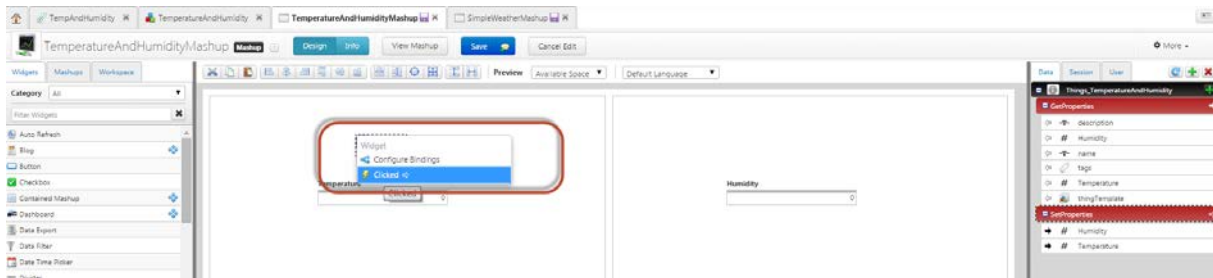 TempAndHumidity TemperatureAndHumidity TemperatureAndHumidityMashup SimpleWeatherMashup
TemperatureAndHumidityMashup Mashup Design Info View Mashup Save Cancel Edit More
Widgets Mashups Workspace Preview Available Space Default Language Data Session User
Category All
Things_TemperatureAndHumidity
Filter Widgets
GetProperties
Auto Refresh
description
Blog
Humidity
Button
name
Checkbox
tags
Contained Mashup
Temperature
Dashboard
thingTemplate
Data Export
SetProperties
Data Filter
Humidity
Date Time Picker
Temperature
Widget
Configure Bindings
Clicked
Clicked
Temperature
Humidity